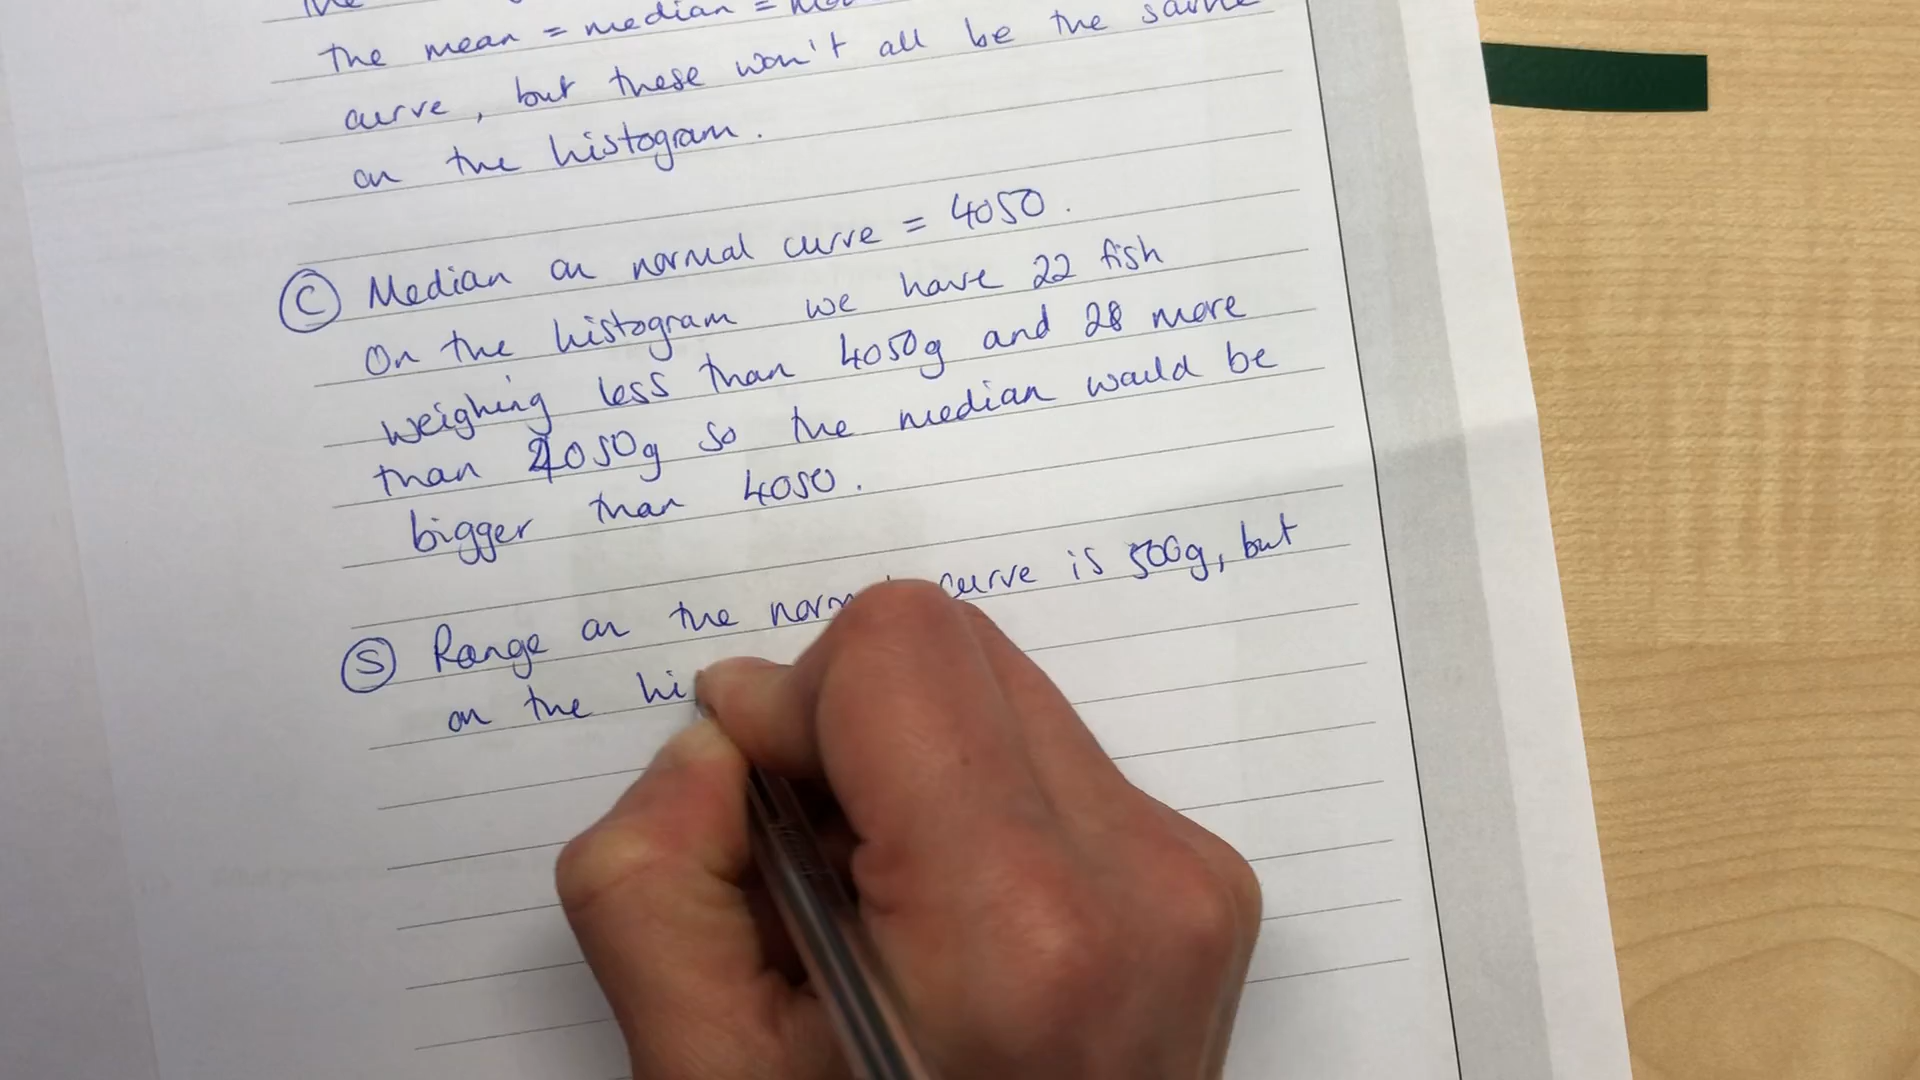 the mean = median =
curve, but these won't all be the same
on the histogram.
C Median on normal curve = 4050.
On the histogram we have 22 fish
weighing less than 4050g and 28 more
than 4050g so the median would be
bigger than 4050.
S Range on the curve is 500g, but
on the hi